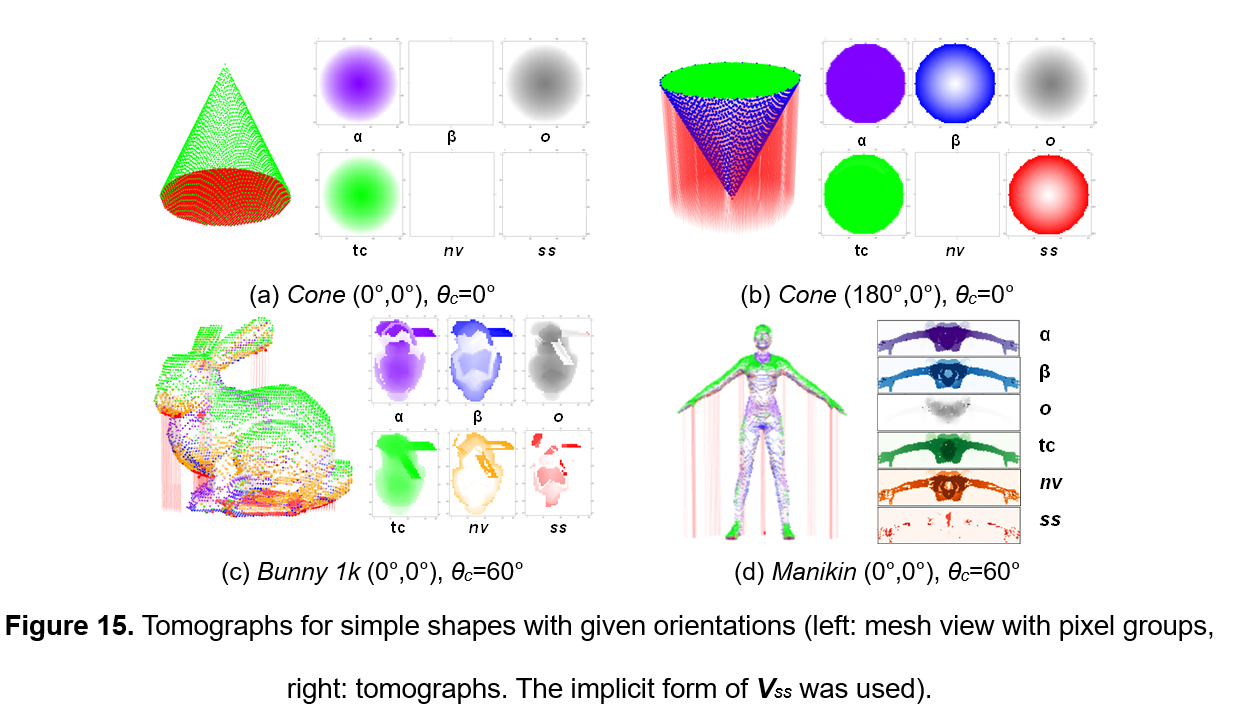 α β o
tc nv ss
(a) Cone (0°,0°), θc=0°
α β o
tc nv ss
(b) Cone (180°,0°), θc=0°
α β o
tc nv ss
(c) Bunny 1k (0°,0°), θc=60°
α
β
o
tc
nv
ss
(d) Manikin (0°,0°), θc=60°
Figure 15. Tomographs for simple shapes with given orientations (left: mesh view with pixel groups,
right: tomographs. The implicit form of Vss was used).